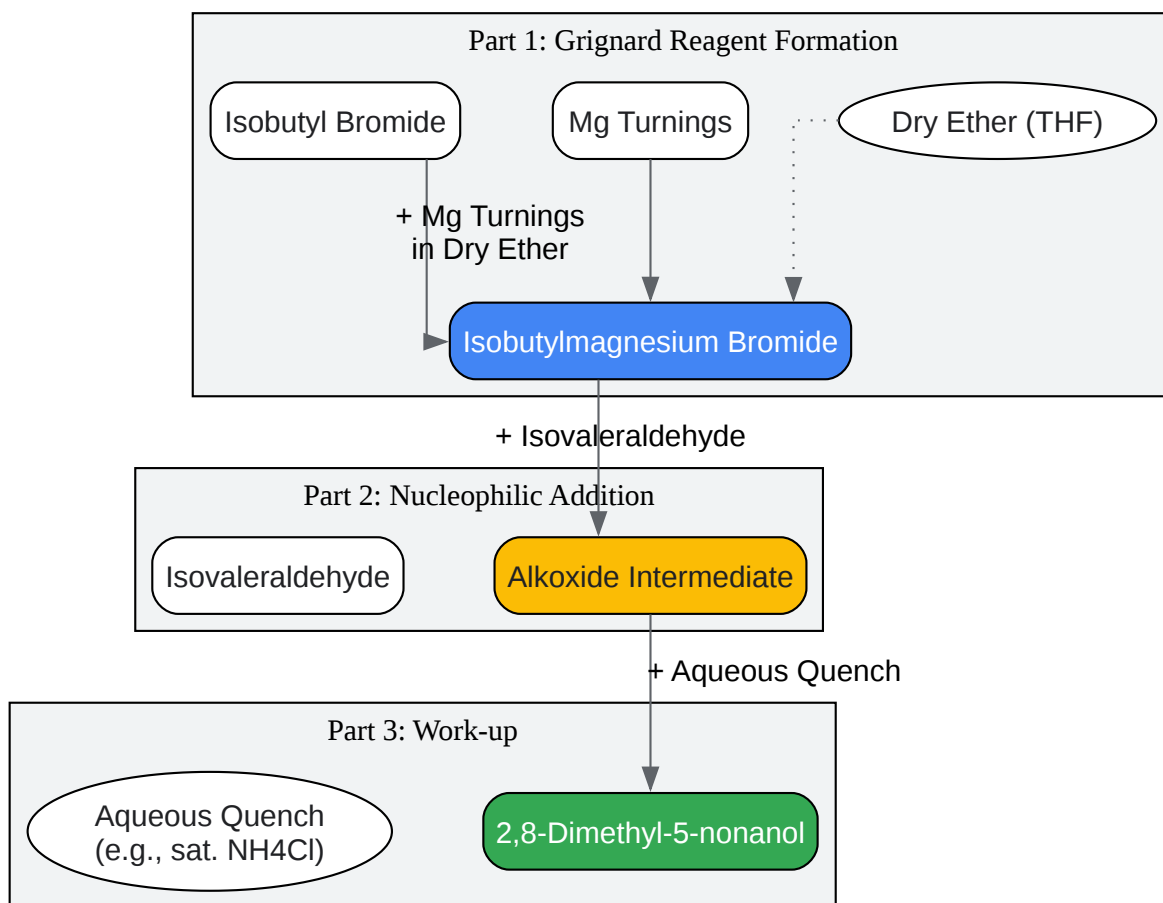 Part 1: Grignard Reagent Formation
Isobutyl Bromide
Mg Turnings
Dry Ether (THF)
+ Mg Turnings
in Dry Ether
Isobutylmagnesium Bromide
+ Isovaleraldehyde
Part 2: Nucleophilic Addition
Isovaleraldehyde
Alkoxide Intermediate
+ Aqueous Quench
Part 3: Work-up
Aqueous Quench
(e.g., sat. NH4Cl)
2,8-Dimethyl-5-nonanol